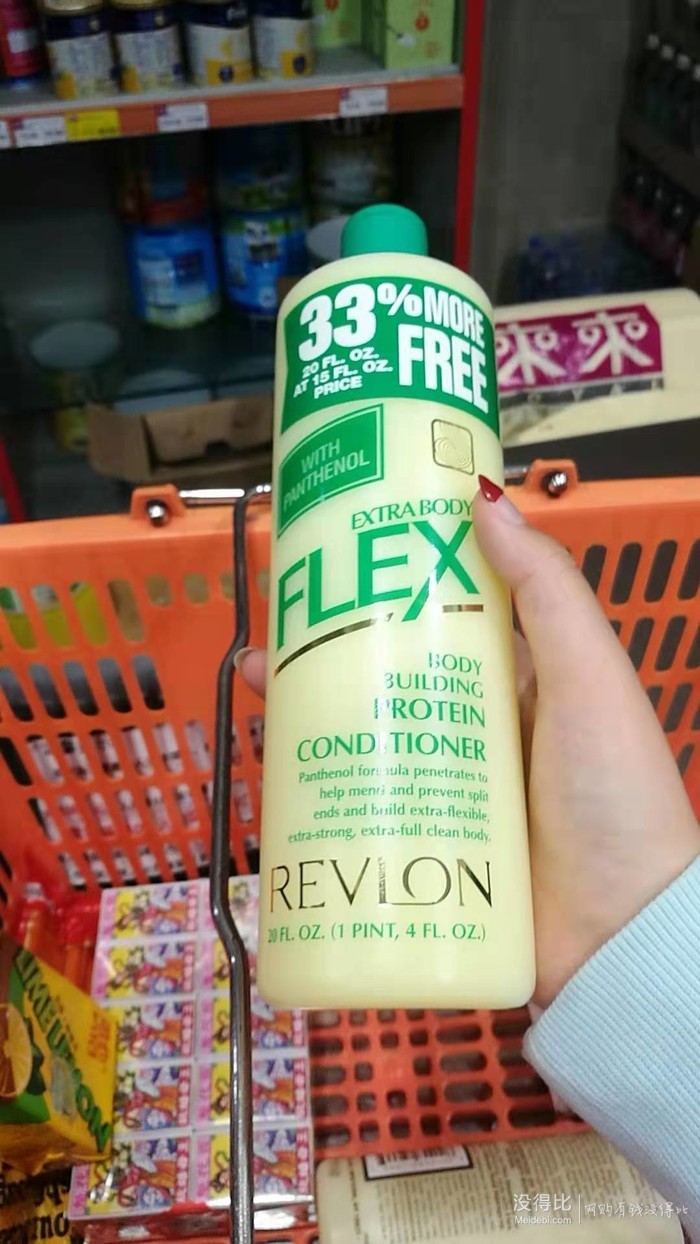 33% MORE
FREE
20 FL. OZ.
AT 15 FL. OZ.
PRICE
WITH
PANTHENOL
EXTRA BODY
FLEX
BODY
BUILDING
PROTEIN
CONDITIONER
Panthenol formula penetrates to
help mend and prevent split
ends and build extra-flexible,
extra-strong, extra-full clean body.
REVLON
20 FL. OZ. (1 PINT, 4 FL. OZ.)
來 來
LIME LEMON
没得比
Meidebi.com
网购有我没得比